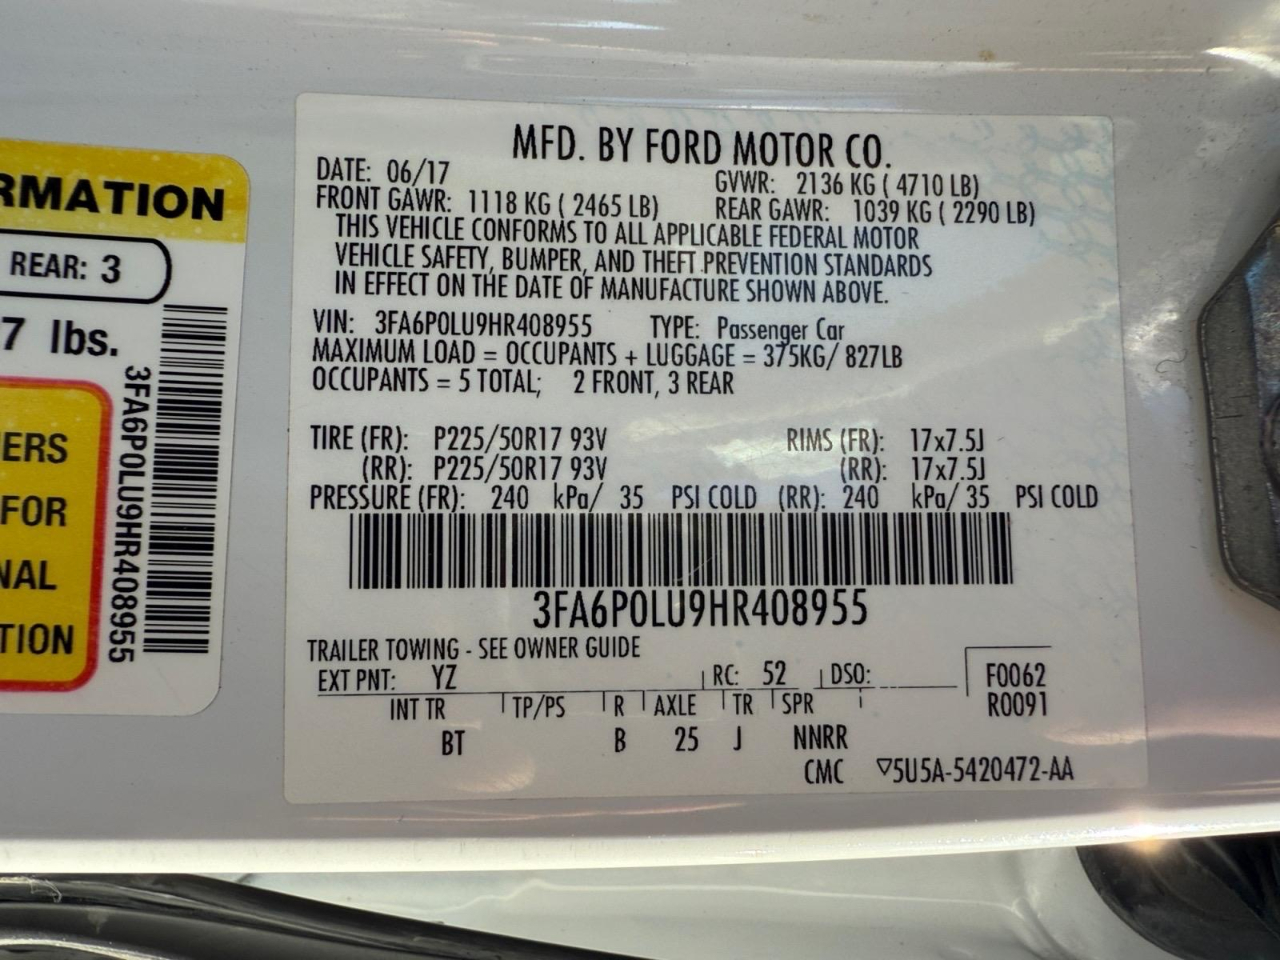 RMATION
REAR: 3
7 lbs.
ERS
FOR
NAL
TION
3FA6P0LU9HR408955
MFD. BY FORD MOTOR CO.
DATE: 06/17 GVWR: 2136 KG ( 4710 LB)
FRONT GAWR: 1118 KG ( 2465 LB) REAR GAWR: 1039 KG ( 2290 LB)
THIS VEHICLE CONFORMS TO ALL APPLICABLE FEDERAL MOTOR
VEHICLE SAFETY, BUMPER, AND THEFT PREVENTION STANDARDS
IN EFFECT ON THE DATE OF MANUFACTURE SHOWN ABOVE.
VIN: 3FA6P0LU9HR408955 TYPE: Passenger Car
MAXIMUM LOAD = OCCUPANTS + LUGGAGE = 375KG/ 827LB
OCCUPANTS = 5 TOTAL; 2 FRONT, 3 REAR
TIRE (FR): P225/50R17 93V RIMS (FR): 17x7.5J
(RR): P225/50R17 93V (RR): 17x7.5J
PRESSURE (FR): 240 kPa/ 35 PSI COLD (RR): 240 kPa/ 35 PSI COLD
3FA6P0LU9HR408955
TRAILER TOWING - SEE OWNER GUIDE
EXT PNT: YZ RC: 52 DSO: F0062
INT TR TP/PS R AXLE TR SPR R0091
BT B 25 J NNRR
CMC ▽5U5A-5420472-AA